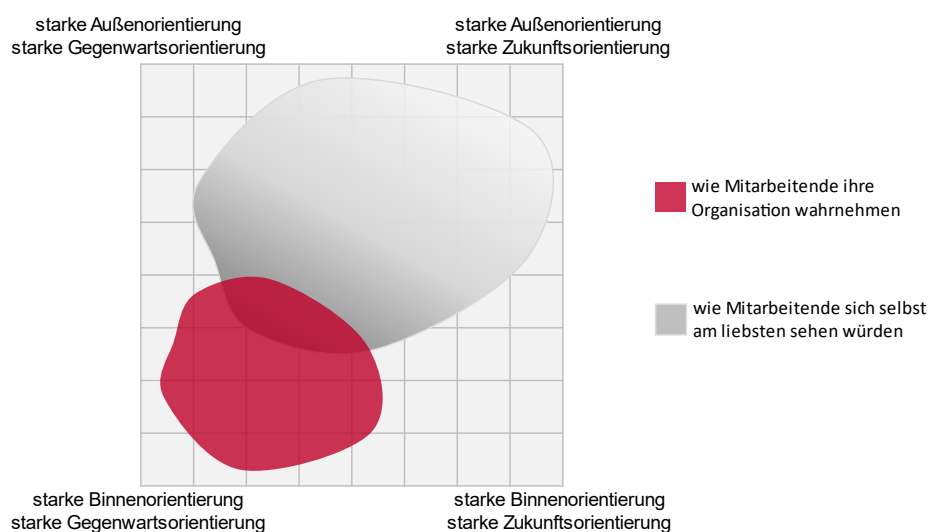 starke Außenorientierung
starke Gegenwartsorientierung
starke Außenorientierung
starke Zukunftsorientierung
wie Mitarbeitende ihre
Organisation wahrnehmen
wie Mitarbeitende sich selbst
am liebsten sehen würden
starke Binnenorientierung
starke Gegenwartsorientierung
starke Binnenorientierung
starke Zukunftsorientierung